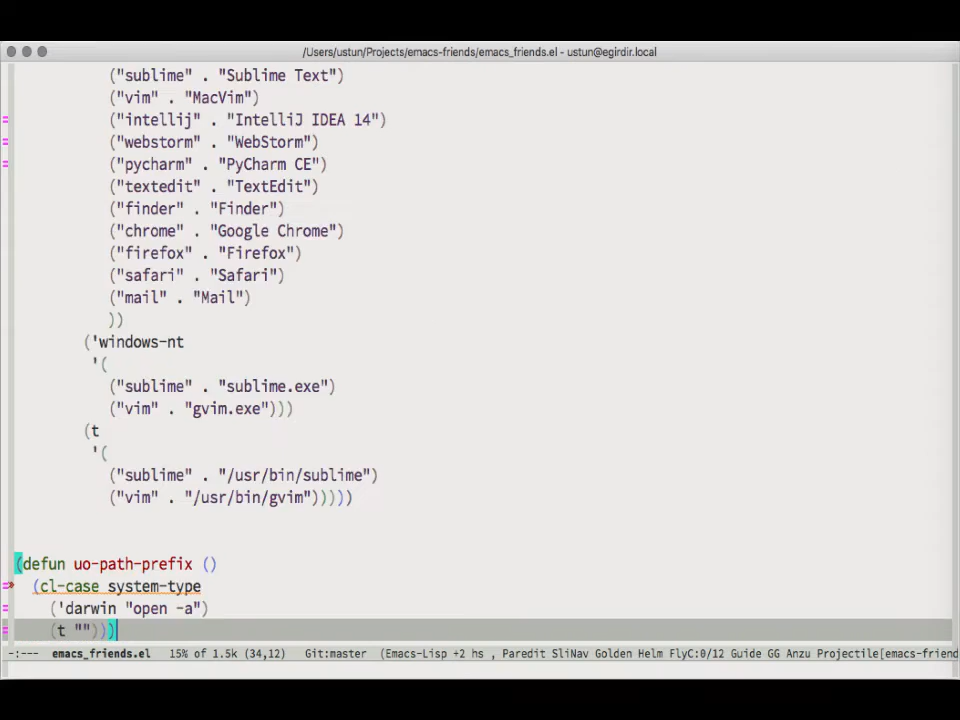 /Users/ustun/Projects/emacs-friends/emacs_friends.el - ustun@egirdir.local
("sublime" . "Sublime Text")
("vim" . "MacVim")
("intellij" . "IntelliJ IDEA 14")
("webstorm" . "WebStorm")
("pycharm" . "PyCharm CE")
("textedit" . "TextEdit")
("finder" . "Finder")
("chrome" . "Google Chrome")
("firefox" . "Firefox")
("safari" . "Safari")
("mail" . "Mail")
))
('windows-nt
'(
("sublime" . "sublime.exe")
("vim" . "gvim.exe")))
(t
'(
("sublime" . "/usr/bin/sublime")
("vim" . "/usr/bin/gvim")))))
(defun uo-path-prefix ()
(cl-case system-type
('darwin "open -a")
(t "")))
-:--- emacs_friends.el 15% of 1.5k (34,12) Git:master (Emacs-Lisp +2 hs , Paredit SliNav Golden Helm FlyC:0/12 Guide GG Anzu Projectile[emacs-friend